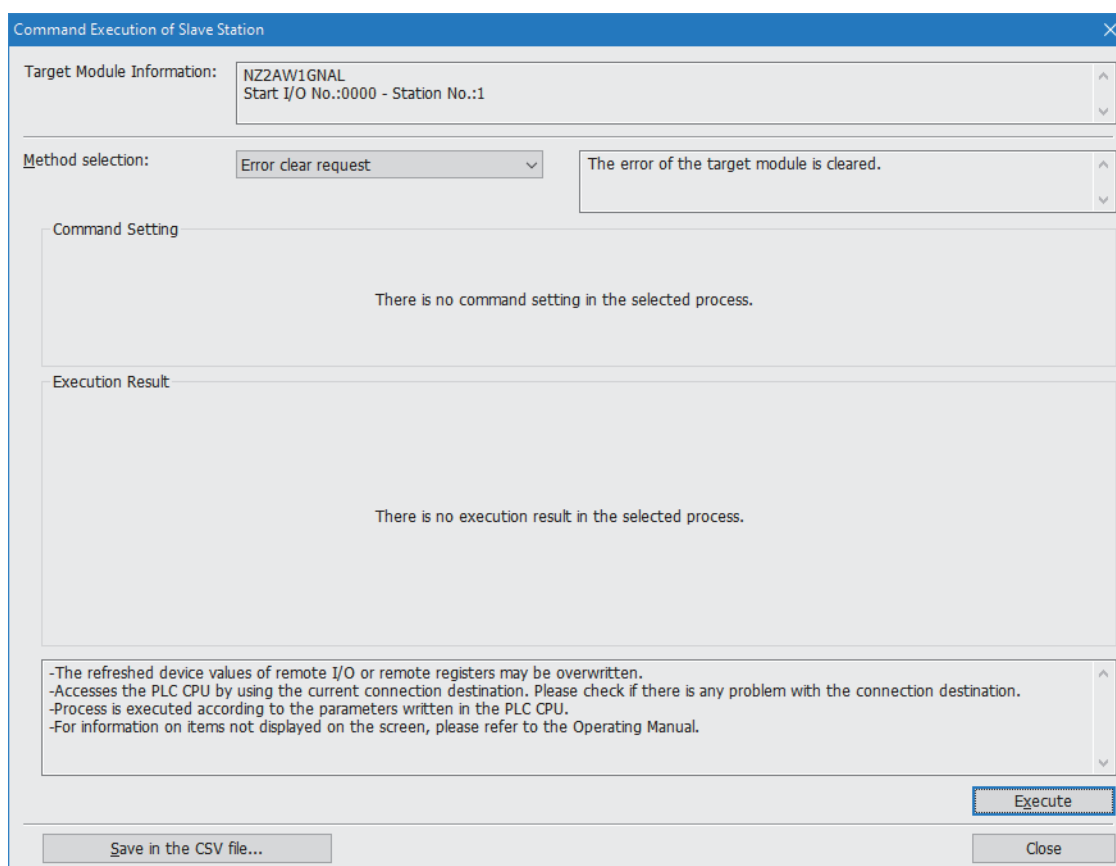 Command Execution of Slave Station
Target Module Information:
NZ2AW1GNAL
Start I/O No.:0000 - Station No.:1
Method selection:
Error clear request
The error of the target module is cleared.
Command Setting
There is no command setting in the selected process.
Execution Result
There is no execution result in the selected process.
-The refreshed device values of remote I/O or remote registers may be overwritten.
-Accesses the PLC CPU by using the current connection destination. Please check if there is any problem with the connection destination.
-Process is executed according to the parameters written in the PLC CPU.
-For information on items not displayed on the screen, please refer to the Operating Manual.
Execute
Save in the CSV file...
Close